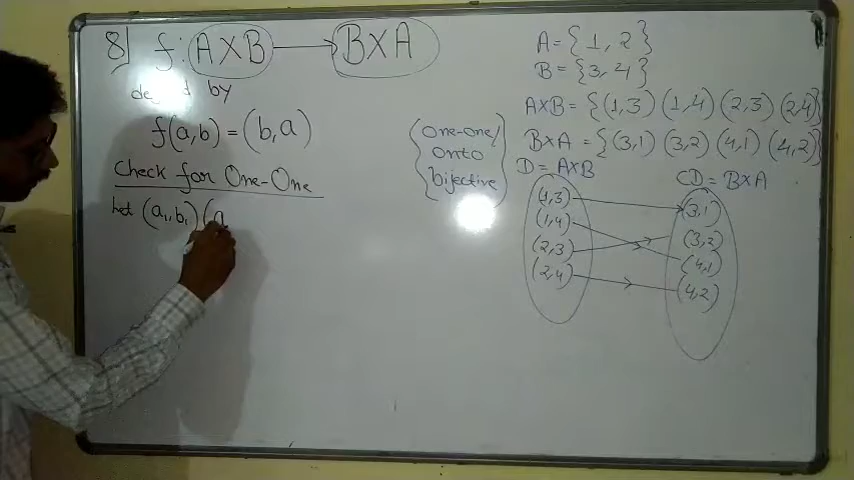 8] f: A×B → B×A
defined by
f(a,b) = (b,a)
Check for One-One
Let (a₁,b₁) (a
{one-one/
onto
bijective}
A = {1, 2}
B = {3, 4}
A×B = {(1,3) (1,4) (2,3) (2,4)}
B×A = {(3,1) (3,2) (4,1) (4,2)}
D = A×B
CD = B×A
(1,3)
(1,4)
(2,3)
(2,4)
(3,1)
(3,2)
(4,1)
(4,2)